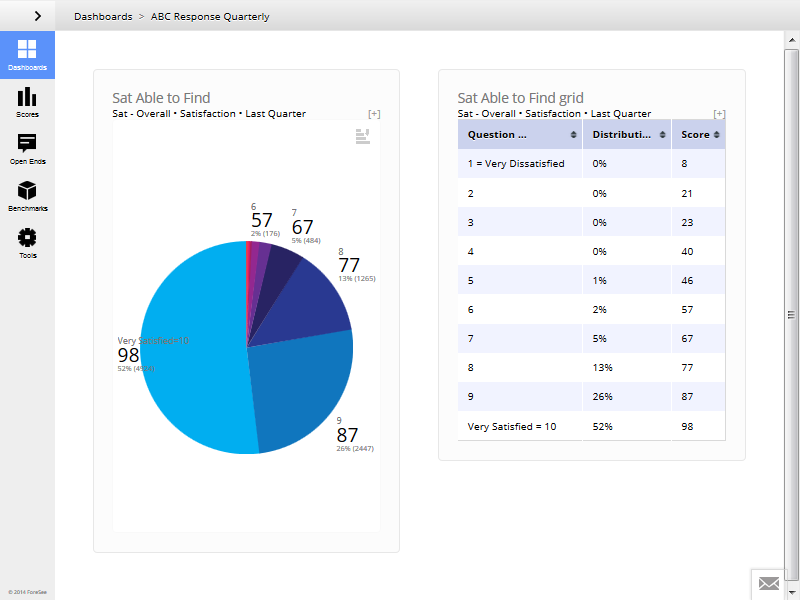 Dashboards > ABC Response Quarterly
Dashboards
Scores
Open Ends
Benchmarks
Tools
© 2014 ForeSee
Sat Able to Find
Sat - Overall • Satisfaction • Last Quarter [+]
6
57
2% (176)
7
67
5% (484)
8
77
13% (1265)
Very Satisfied=10
98
52%
9
87
26% (2447)
Sat Able to Find grid
Sat - Overall • Satisfaction • Last Quarter [+]
Question ... Distributi... Score
1 = Very Dissatisfied 0% 8
2 0% 21
3 0% 23
4 0% 40
5 1% 46
6 2% 57
7 5% 67
8 13% 77
9 26% 87
Very Satisfied = 10 52% 98